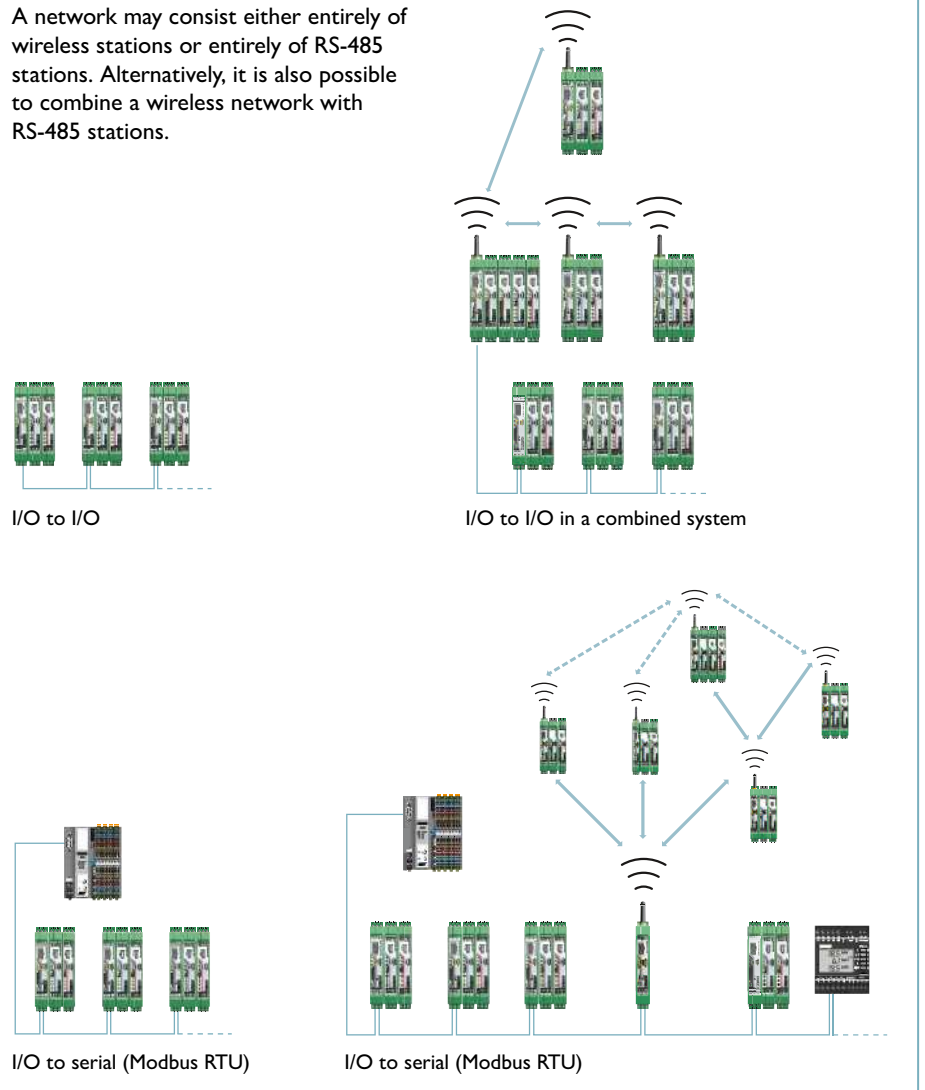 A network may consist either entirely of
wireless stations or entirely of RS-485
stations. Alternatively, it is also possible
to combine a wireless network with
RS-485 stations.
I/O to I/O
I/O to I/O in a combined system
I/O to serial (Modbus RTU)
I/O to serial (Modbus RTU)